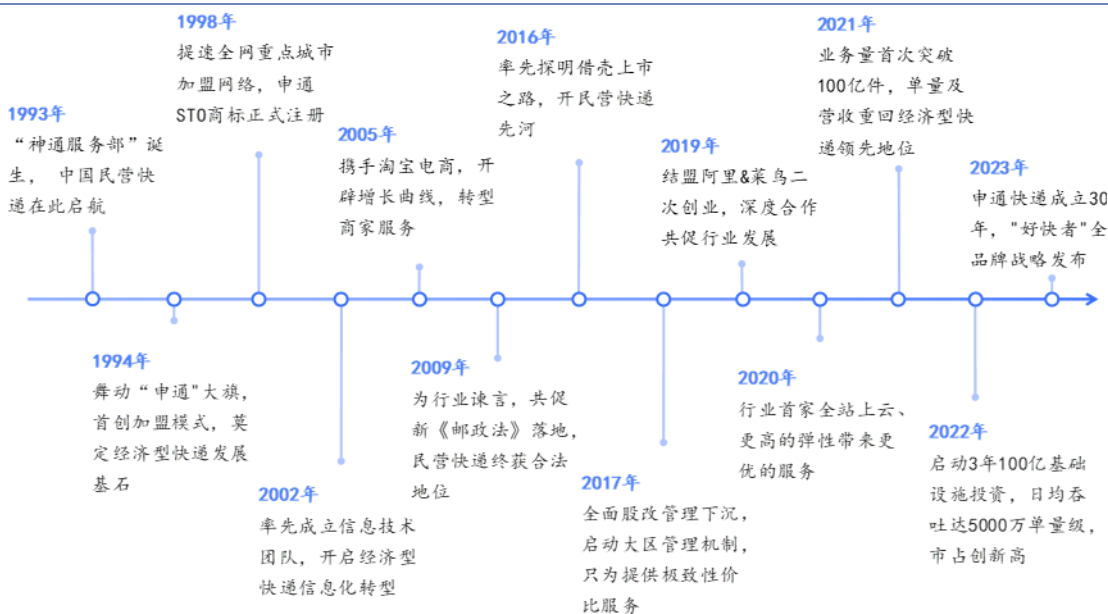 1993年
“神通服务部”诞
生， 中国民营快
递在此启航
1994年
舞动“申通"大旗，
首创加盟模式，莫
定经济型快递发展
基石
1998年
提速全网重点城市
加盟网络，申通
STO商标正式注册
2002年
率先成立信息技术
团队，开启经济型
快递信息化转型
2005年
携手淘宝电商，开
辟增长曲线，转型
商家服务
2009年
为行业谏言，共促
新《邮政法》落地，
民营快递终获合法
地位
2016年
率先探明借壳上市
之路，开民营快递
先河
2017年
全面股改管理下沉，
启动大区管理机制，
只为提供极致性价
比服务
2019年
结盟阿里&菜鸟二
次创业，深度合作
共促行业发展
2020年
行业首家全站上云、
更高的弹性带来更
优的服务
2021年
业务量首次突破
100亿件，单量及
营收重回经济型快
递领先地位
2022年
启动3年100亿基础
设施投资，日均吞
吐达5000万单量级，
市占创新高
2023年
申通快递成立30
年，"好快者"全
品牌战略发布